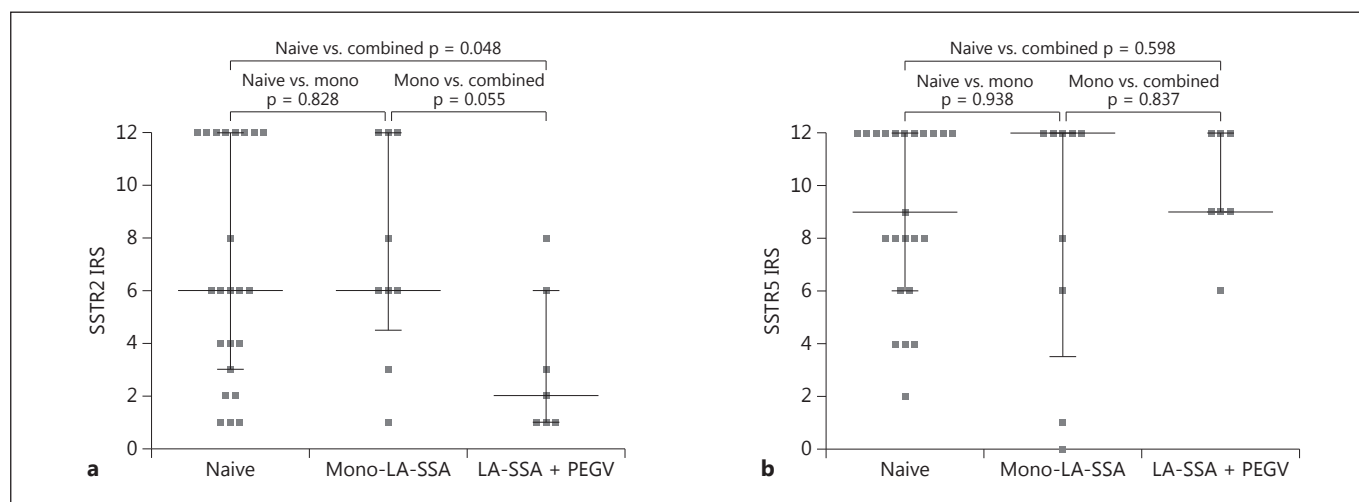 Naive vs. combined p = 0.048
Naive vs. mono
p = 0.828
Mono vs. combined
p = 0.055
12
10
8
6
4
2
0
SSTR2 IRS
a
Naive
Mono-LA-SSA
LA-SSA + PEGV
Naive vs. combined p = 0.598
Naive vs. mono
p = 0.938
Mono vs. combined
p = 0.837
12
10
8
6
4
2
0
SSTR5 IRS
b
Naive
Mono-LA-SSA
LA-SSA + PEGV